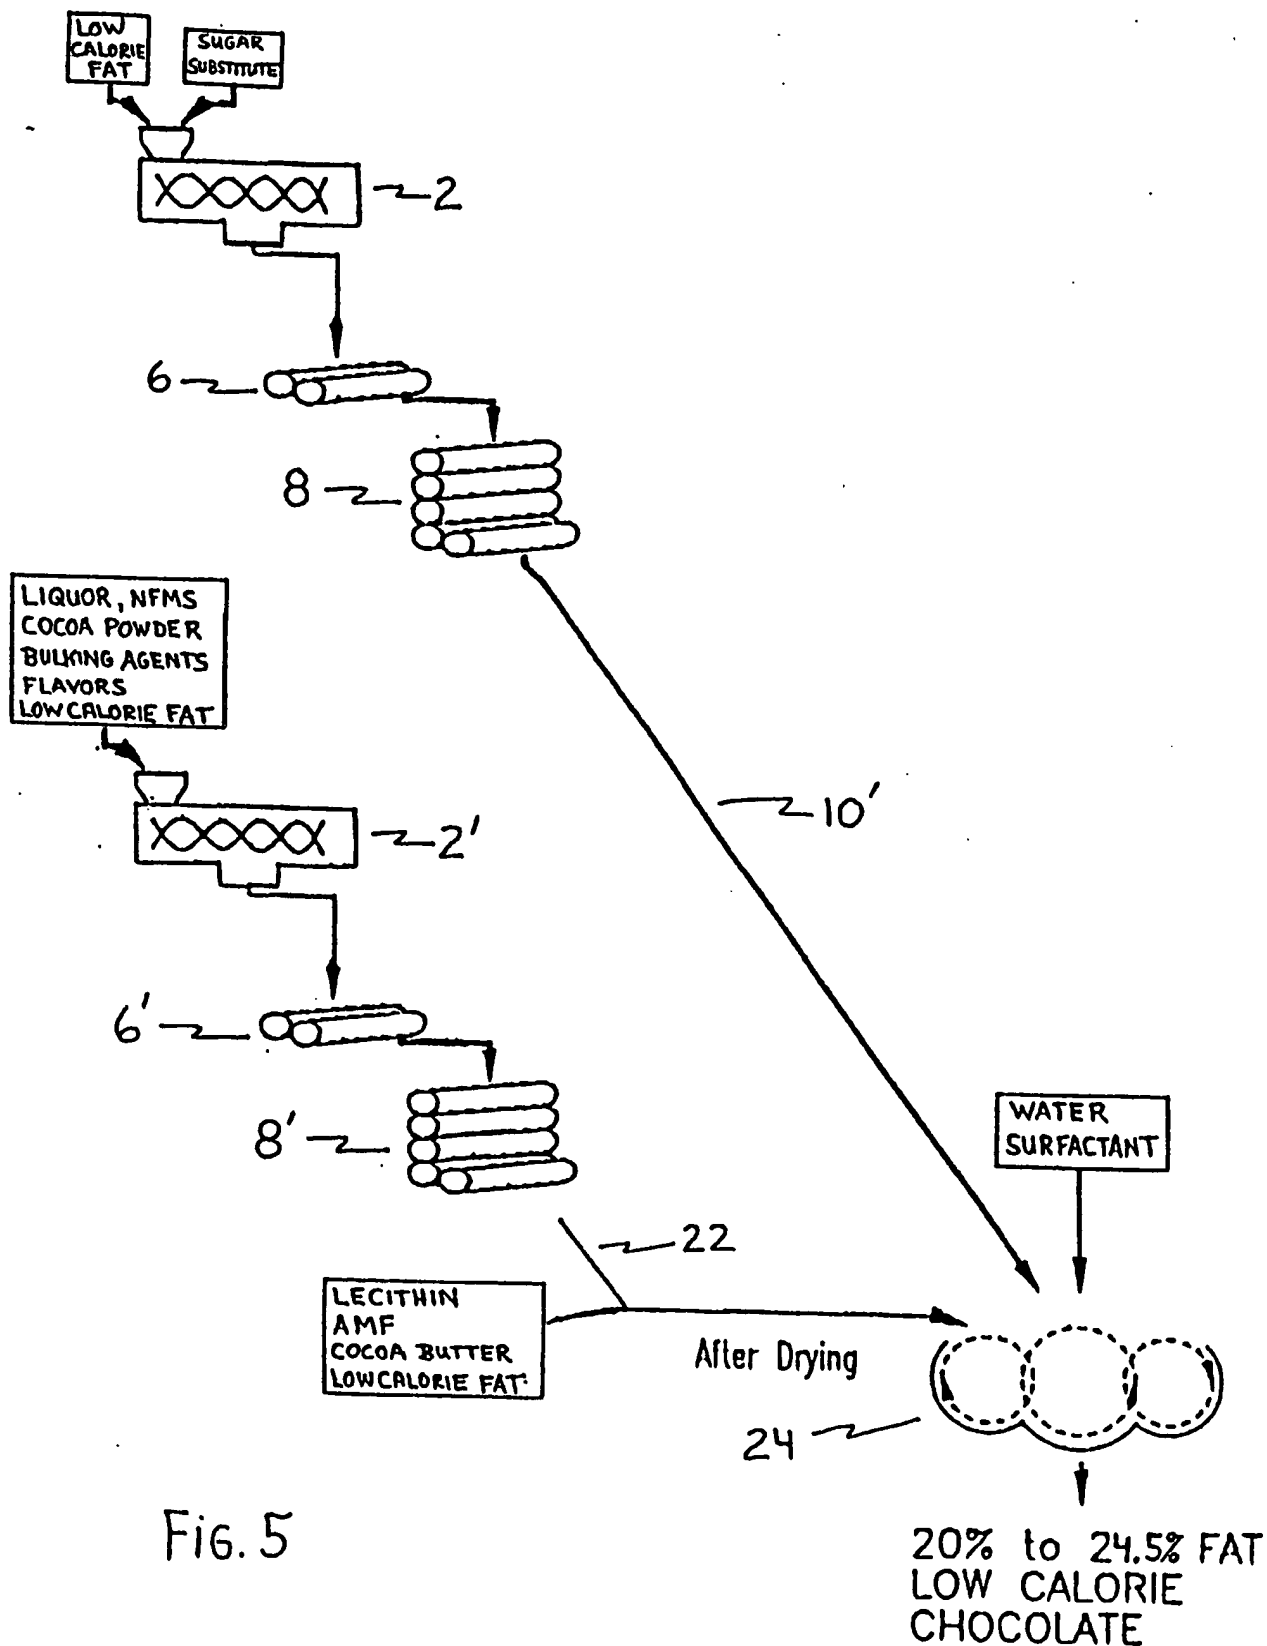 LOW
CALORIE
FAT
SUGAR
SUBSTITUTE
2
6
8
LIQUOR, NFMS
COCOA POWDER
BULKING AGENTS
FLAVORS
LOW CALORIE FAT
10'
2'
6'
8'
WATER
SURFACTANT
22
LECITHIN
AMF
COCOA BUTTER
LOW CALORIE FAT
After Drying
24
Fig. 5
20% to 24.5% FAT
LOW CALORIE
CHOCOLATE